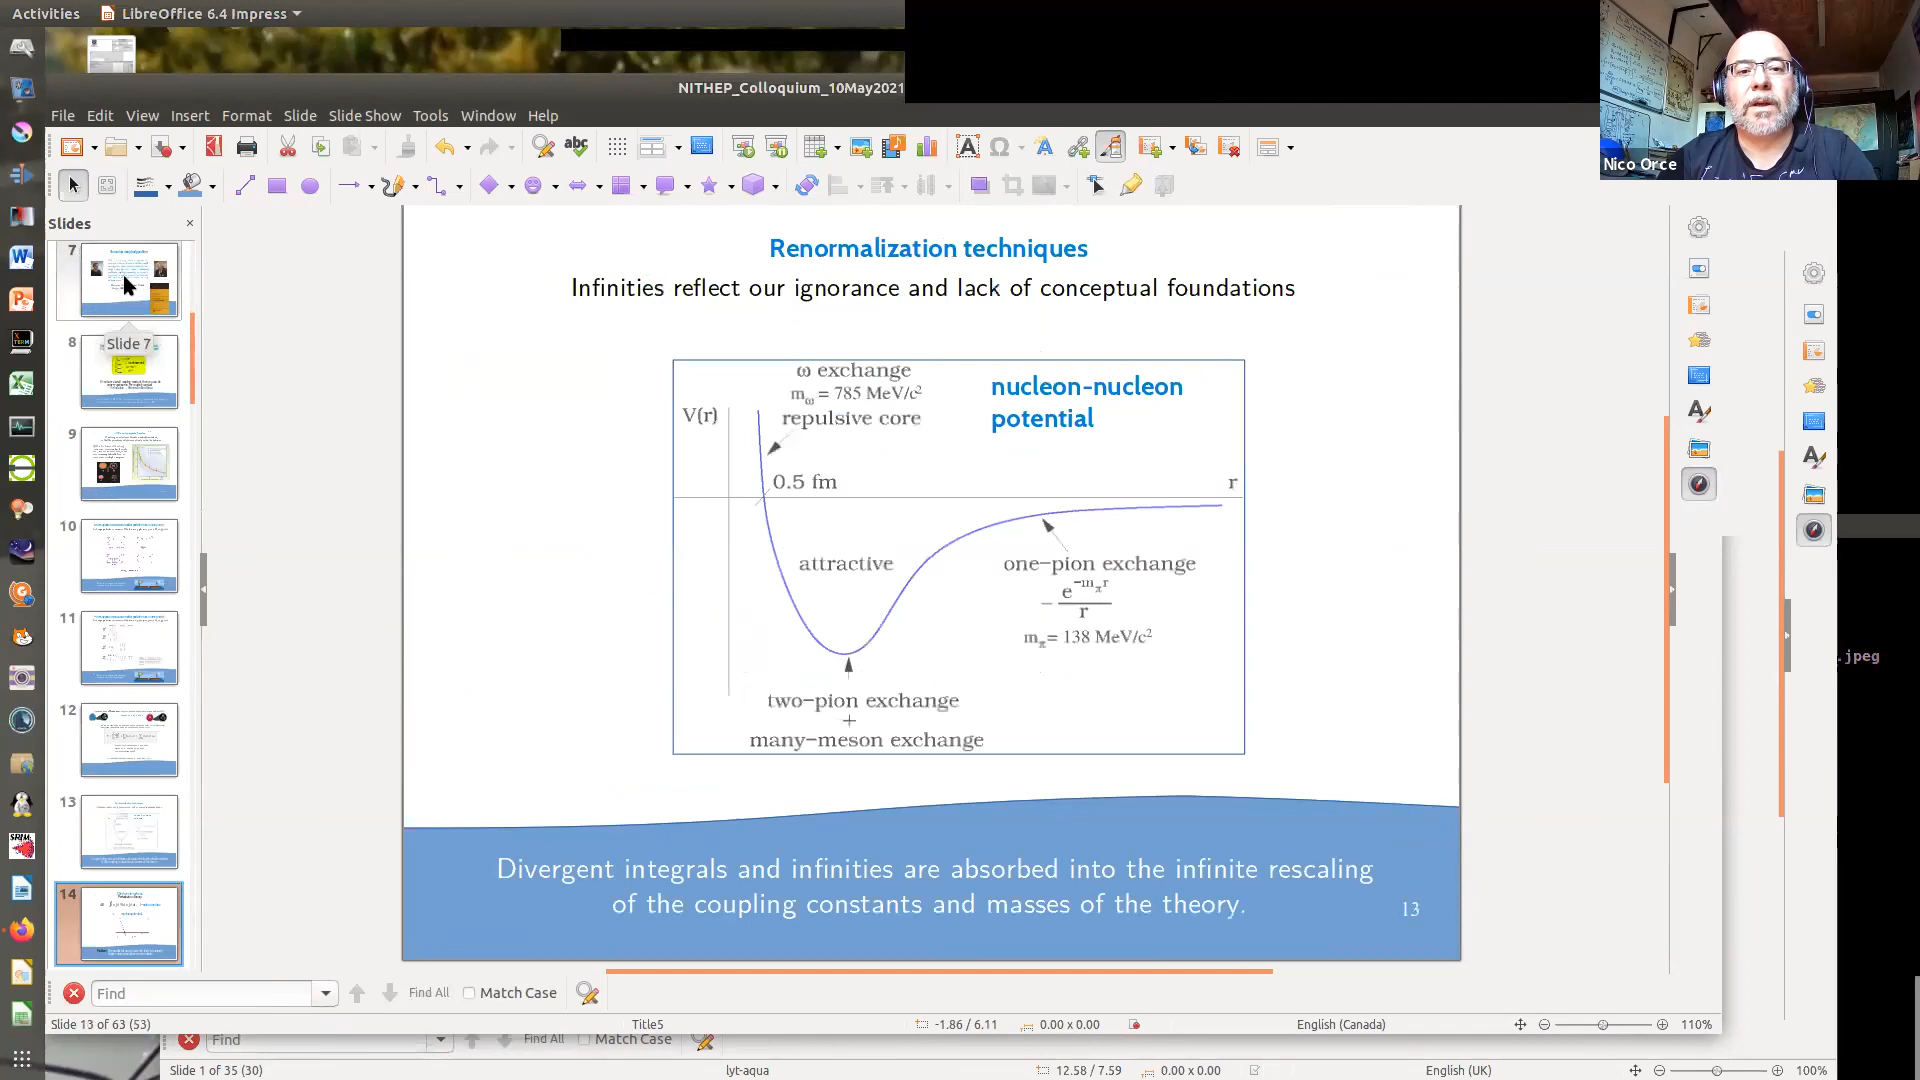 Activities
LibreOffice 6.4 Impress
NITHEP_Colloquium_10May2021
File Edit View Insert Format Slide Slide Show Tools Window Help
Nico Orce
Slides
7
Slide 7
8
9
10
11
12
13
14
Renormalization techniques
Infinities reflect our ignorance and lack of conceptual foundations
ω exchange
mω = 785 MeV/c²
repulsive core
nucleon-nucleon
potential
V(r)
0.5 fm
r
attractive
one-pion exchange
- e^-mπr / r
mπ = 138 MeV/c²
two-pion exchange
+
many-meson exchange
Divergent integrals and infinities are absorbed into the infinite rescaling
of the coupling constants and masses of the theory.
13
.jpeg
Find Find All Match Case
Slide 13 of 63 (53) Title5 -1.86 / 6.11 0.00 x 0.00 English (Canada) 110%
Find Find All Match Case
Slide 1 of 35 (30) lyt-aqua 12.58 / 7.59 0.00 x 0.00 English (UK) 100%